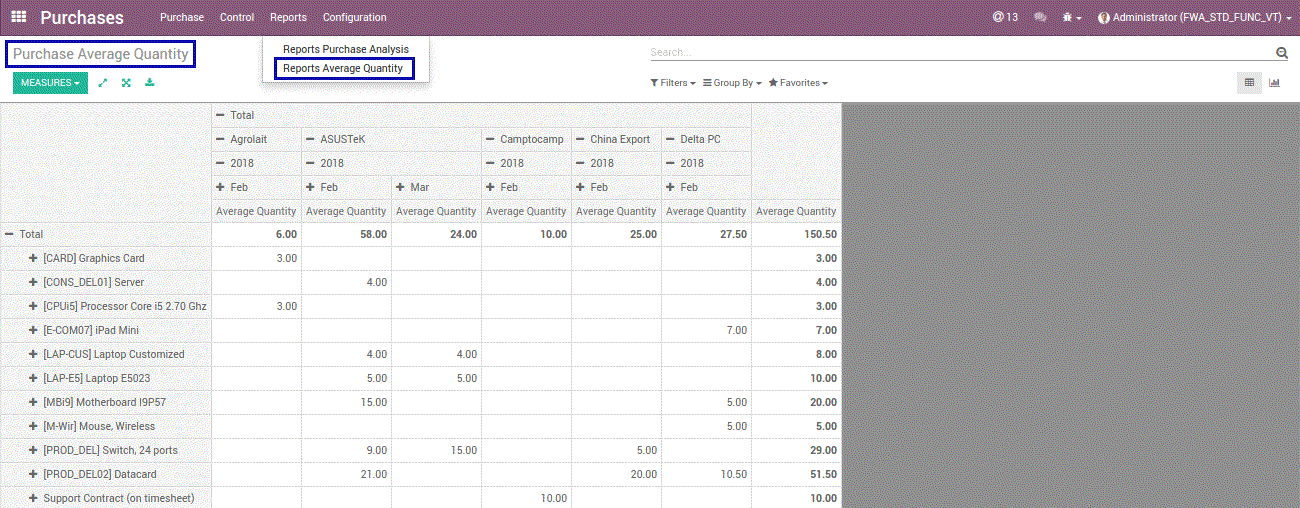 Purchases Purchase Control Reports Configuration 13 Administrator (FWA_STD_FUNC_VT)
Purchase Average Quantity Reports Purchase Analysis Search...
Reports Average Quantity
MEASURES Filters Group By Favorites
Total
Agrolait ASUSTeK Camptocamp China Export Delta PC
2018 2018 2018 2018 2018
Feb Feb Mar Feb Feb Feb
Average Quantity Average Quantity Average Quantity Average Quantity Average Quantity Average Quantity Average Quantity
Total 6.00 58.00 24.00 10.00 25.00 27.50 150.50
[CARD] Graphics Card 3.00 3.00
[CONS_DEL01] Server 4.00 4.00
[CPUi5] Processor Core i5 2.70 Ghz 3.00 3.00
[E-COM07] iPad Mini 7.00 7.00
[LAP-CUS] Laptop Customized 4.00 4.00 8.00
[LAP-E5] Laptop E5023 5.00 5.00 10.00
[MBi9] Motherboard I9P57 15.00 5.00 20.00
[M-Wir] Mouse, Wireless 5.00 5.00
[PROD_DEL] Switch, 24 ports 9.00 15.00 5.00 29.00
[PROD_DEL02] Datacard 21.00 20.00 10.50 51.50
Support Contract (on timesheet) 10.00 10.00